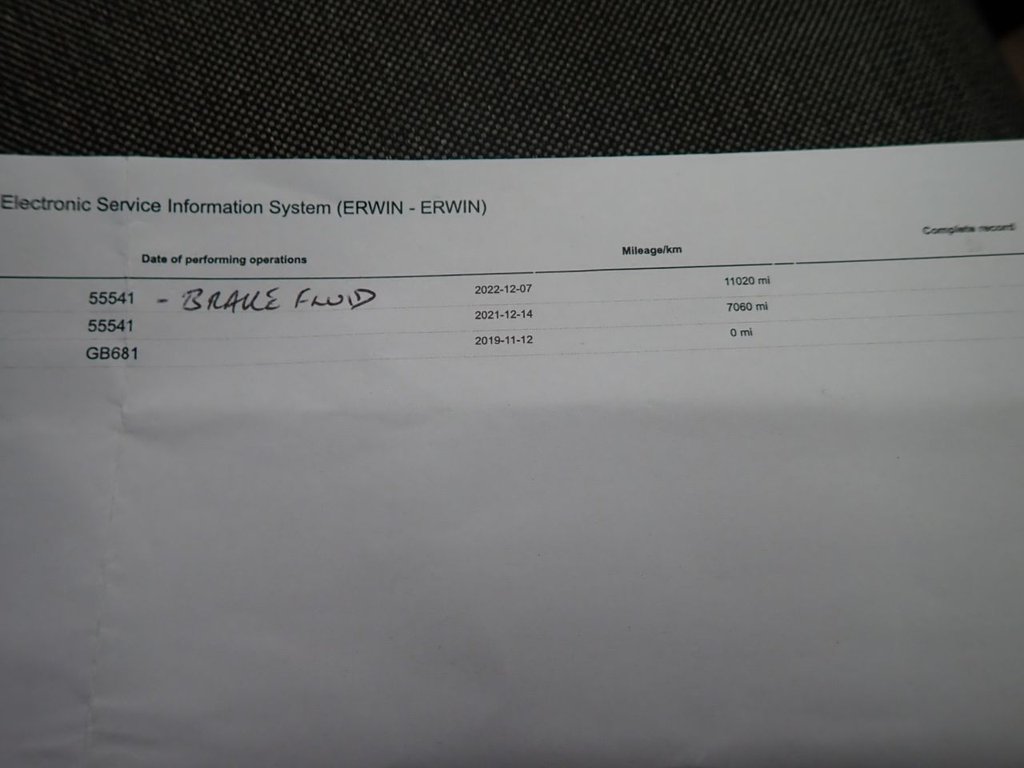 Electronic Service Information System (ERWIN - ERWIN)
Complete record
Date of performing operations Mileage/km
55541 - BRAKE FLUID 2022-12-07 11020 mi
55541 2021-12-14 7060 mi
GB681 2019-11-12 0 mi